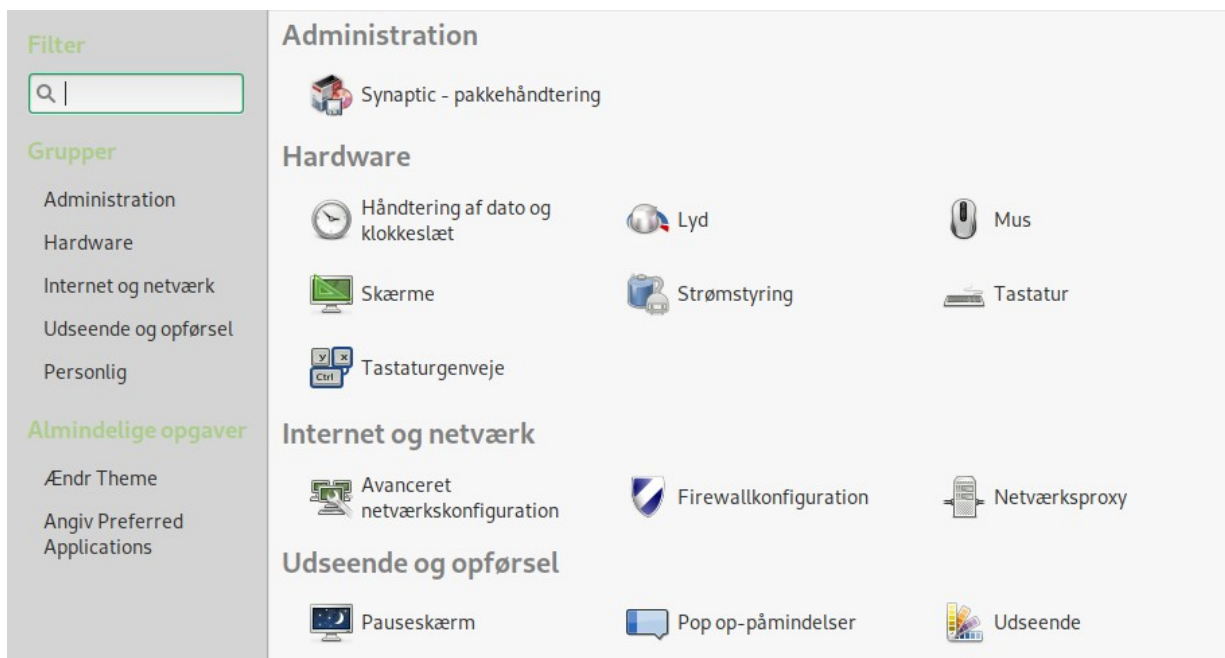 Filter
Grupper
Administration
Hardware
Internet og netværk
Udseende og opførsel
Personlig
Almindelige opgaver
Ændr Theme
Angiv Preferred
Applications
Administration
Synaptic - pakkehåndtering
Hardware
Håndtering af dato og
klokkeslæt
Lyd
Mus
Skærme
Strømstyring
Tastatur
Y X
Ctrl
Tastaturgenveje
Internet og netværk
Avanceret
netværkskonfiguration
Firewallkonfiguration
Netværksproxy
Udseende og opførsel
Pauseskærm
Pop op-påmindelser
Udseende